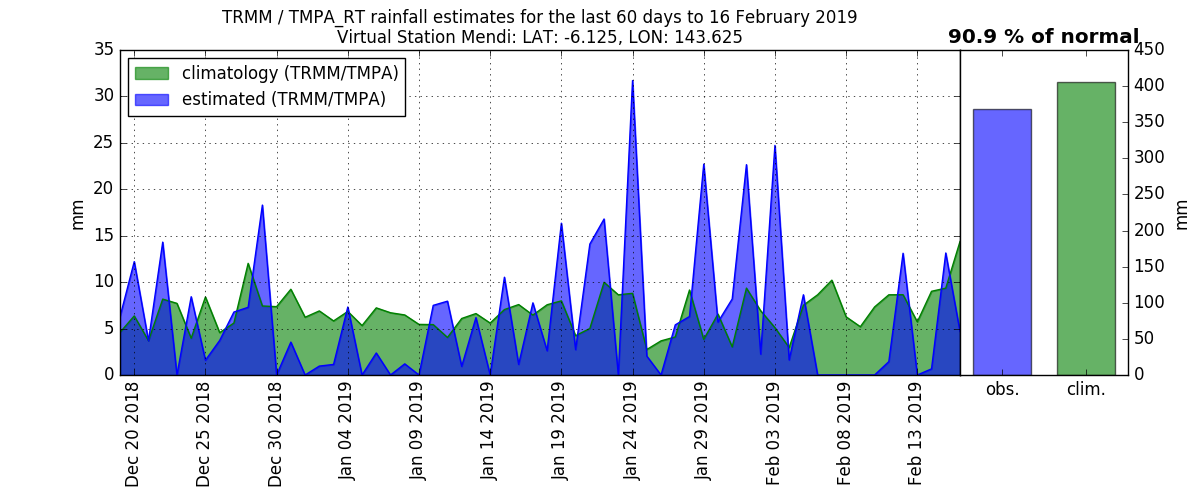 TRMM / TMPA_RT rainfall estimates for the last 60 days to 16 February 2019
Virtual Station Mendi: LAT: -6.125, LON: 143.625
90.9 % of normal
climatology (TRMM/TMPA)
estimated (TRMM/TMPA)
35
30
25
20
15
10
5
0
mm
Dec 20 2018
Dec 25 2018
Dec 30 2018
Jan 04 2019
Jan 09 2019
Jan 14 2019
Jan 19 2019
Jan 24 2019
Jan 29 2019
Feb 03 2019
Feb 08 2019
Feb 13 2019
450
400
350
300
250
200
150
100
50
0
mm
obs.
clim.